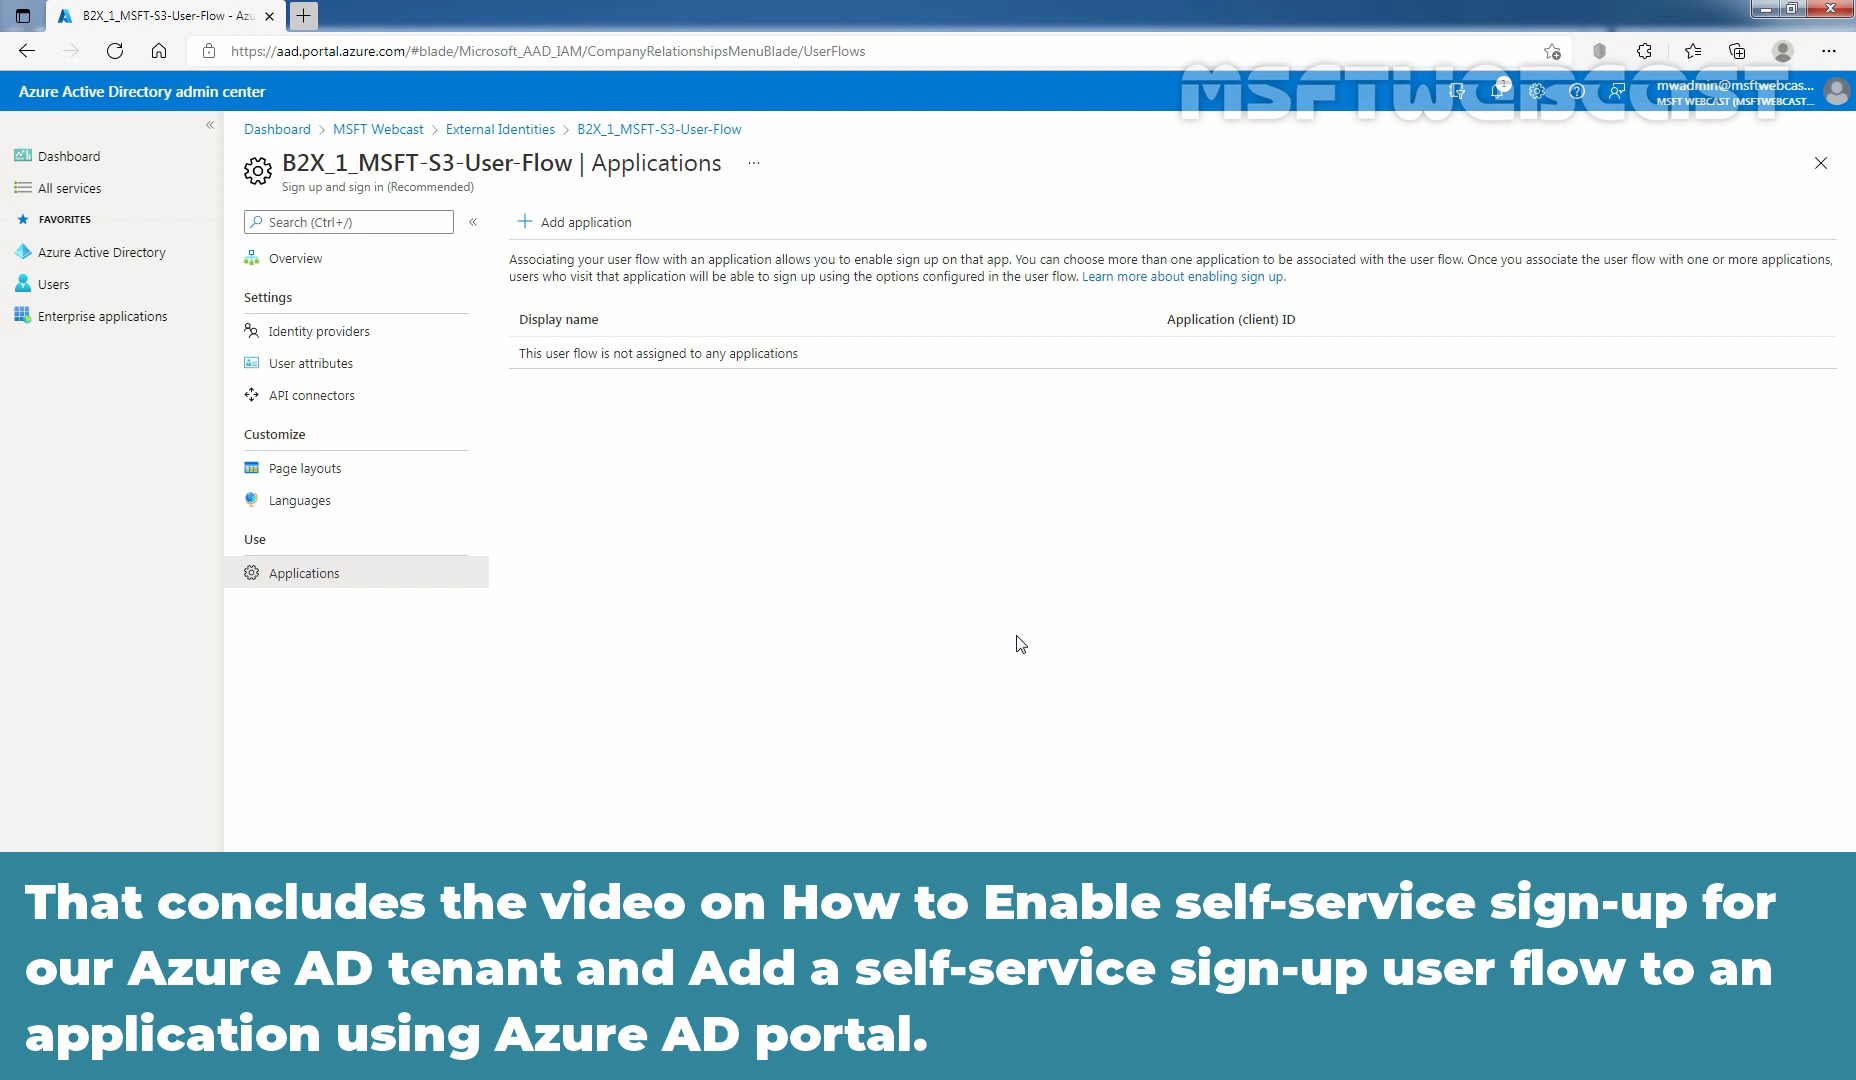 B2X_1_MSFT-S3-User-Flow - Azu
https://aad.portal.azure.com/#blade/Microsoft_AAD_IAM/CompanyRelationshipsMenuBlade/UserFlows
MSFTWEBCAST
Azure Active Directory admin center
1
mwadmin@msftwebcas...
MSFT WEBCAST (MSFTWEBCAST....
Dashboard > MSFT Webcast > External Identities > B2X_1_MSFT-S3-User-Flow
Dashboard
All services
FAVORITES
Azure Active Directory
Users
Enterprise applications
B2X_1_MSFT-S3-User-Flow | Applications ...
Sign up and sign in (Recommended)
Search (Ctrl+/)
Overview
Settings
Identity providers
User attributes
API connectors
Customize
Page layouts
Languages
Use
Applications
Add application
Associating your user flow with an application allows you to enable sign up on that app. You can choose more than one application to be associated with the user flow. Once you associate the user flow with one or more applications,
users who visit that application will be able to sign up using the options configured in the user flow. Learn more about enabling sign up.
Display name Application (client) ID
This user flow is not assigned to any applications
That concludes the video on How to Enable self-service sign-up for
our Azure AD tenant and Add a self-service sign-up user flow to an
application using Azure AD portal.